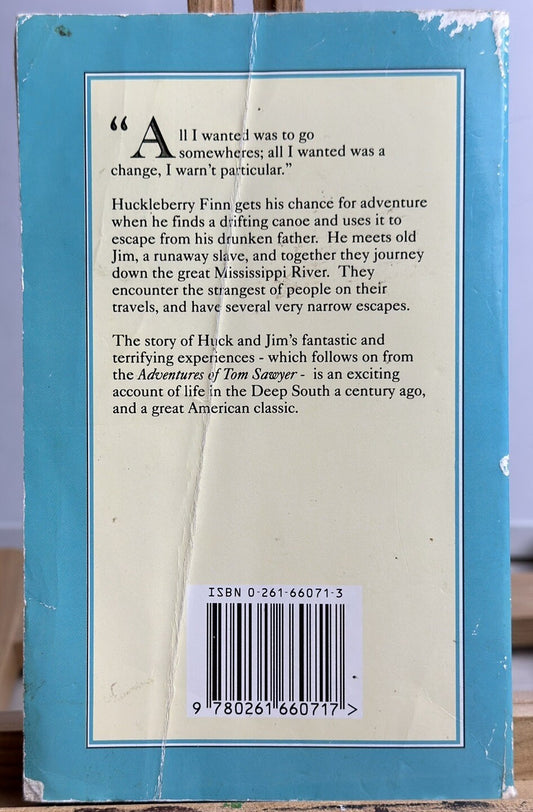 “All I wanted was to go
somewheres; all I wanted was a
change, I warn't particular.”
Huckleberry Finn gets his chance for adventure
when he finds a drifting canoe and uses it to
escape from his drunken father. He meets old
Jim, a runaway slave, and together they journey
down the great Mississippi River. They
encounter the strangest of people on their
travels, and have several very narrow escapes.
The story of Huck and Jim's fantastic and
terrifying experiences - which follows on from
the Adventures of Tom Sawyer - is an exciting
account of life in the Deep South a century ago,
and a great American classic.
ISBN 0-261-66071-3
9 780261 660717 >